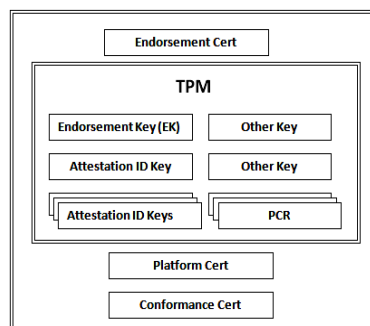 Endorsement Cert
TPM
Endorsement Key (EK)
Other Key
Attestation ID Key
Other Key
Attestation ID Keys
PCR
Platform Cert
Conformance Cert